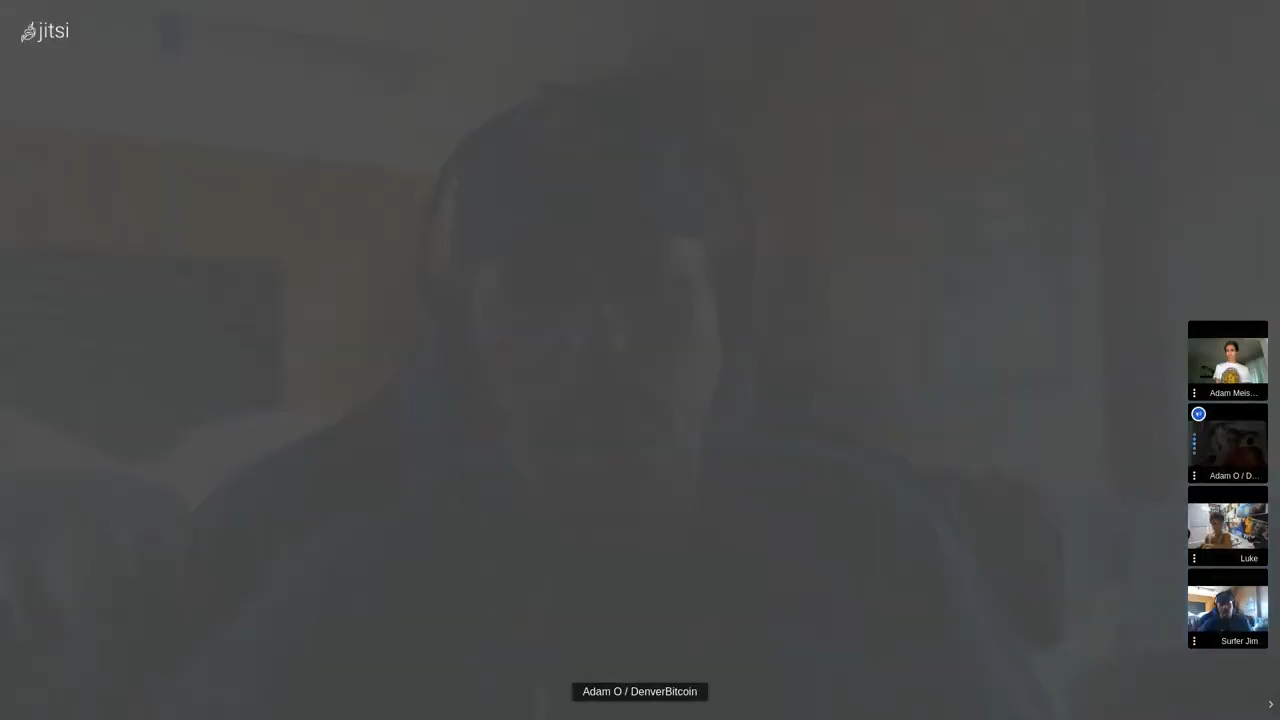 jitsi
Adam Meis...
Adam O / D...
Luke
Surfer Jim
Adam O / DenverBitcoin